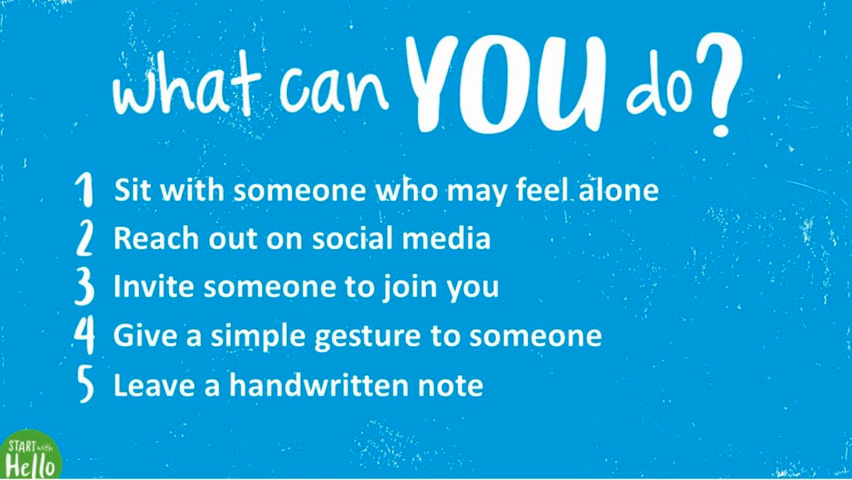 what can YOU do?
1 Sit with someone who may feel alone
2 Reach out on social media
3 Invite someone to join you
4 Give a simple gesture to someone
5 Leave a handwritten note
START with
Hello